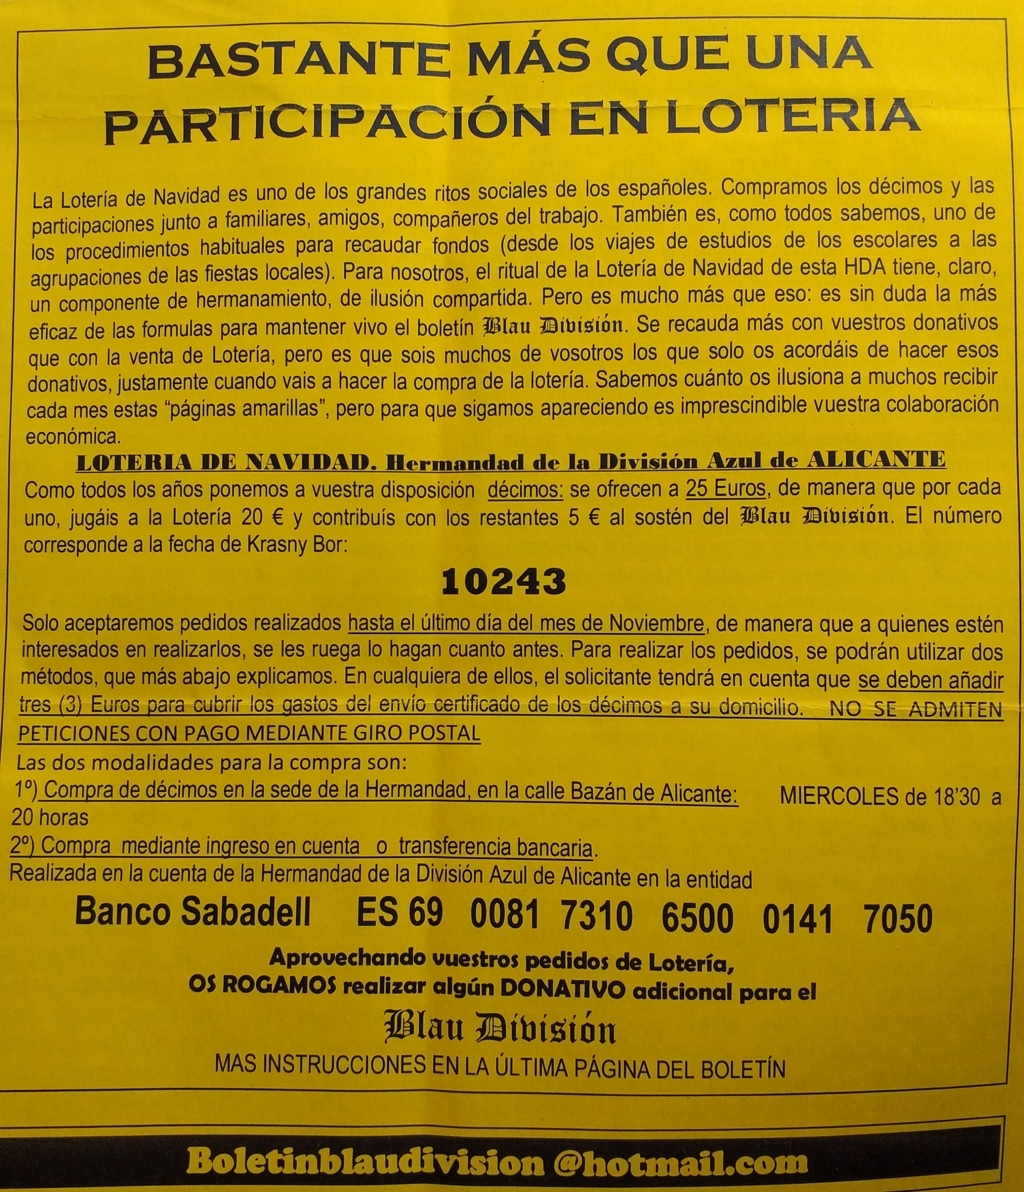 BASTANTE MÁS QUE UNA
PARTICIPACIÓN EN LOTERIA
La Lotería de Navidad es uno de los grandes ritos sociales de los españoles. Compramos los décimos y las
participaciones junto a familiares, amigos, compañeros del trabajo. También es, como todos sabemos, uno de
los procedimientos habituales para recaudar fondos (desde los viajes de estudios de los escolares a las
agrupaciones de las fiestas locales). Para nosotros, el ritual de la Lotería de Navidad de esta HDA tiene, claro,
un componente de hermanamiento, de ilusión compartida. Pero es mucho más que eso: es sin duda la más
eficaz de las formulas para mantener vivo el boletín Blau División. Se recauda más con vuestros donativos
que con la venta de Lotería, pero es que sois muchos de vosotros los que solo os acordáis de hacer esos
donativos, justamente cuando vais a hacer la compra de la lotería. Sabemos cuánto os ilusiona a muchos recibir
cada mes estas “páginas amarillas”, pero para que sigamos apareciendo es imprescindible vuestra colaboración
económica.
LOTERIA DE NAVIDAD. Hermandad de la División Azul de ALICANTE
Como todos los años ponemos a vuestra disposición décimos: se ofrecen a 25 Euros, de manera que por cada
uno, jugáis a la Lotería 20 € y contribuís con los restantes 5 € al sostén del Blau División. El número
corresponde a la fecha de Krasny Bor:
10243
Solo aceptaremos pedidos realizados hasta el último día del mes de Noviembre, de manera que a quienes estén
interesados en realizarlos, se les ruega lo hagan cuanto antes. Para realizar los pedidos, se podrán utilizar dos
métodos, que más abajo explicamos. En cualquiera de ellos, el solicitante tendrá en cuenta que se deben añadir
tres (3) Euros para cubrir los gastos del envío certificado de los décimos a su domicilio. NO SE ADMITEN
PETICIONES CON PAGO MEDIANTE GIRO POSTAL
Las dos modalidades para la compra son:
1º) Compra de décimos en la sede de la Hermandad, en la calle Bazán de Alicante: MIERCOLES de 18'30 a
20 horas
2º) Compra mediante ingreso en cuenta o transferencia bancaria.
Realizada en la cuenta de la Hermandad de la División Azul de Alicante en la entidad
Banco Sabadell ES 69 0081 7310 6500 0141 7050
Aprovechando vuestros pedidos de Lotería,
OS ROGAMOS realizar algún DONATIVO adicional para el
Blau División
MAS INSTRUCCIONES EN LA ÚLTIMA PÁGINA DEL BOLETÍN
Boletinblaudivision @hotmail.com